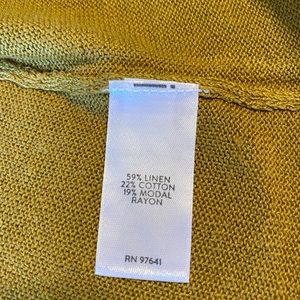 59% LINEN
22% COTTON
19% MODAL
RAYON
RN 97641